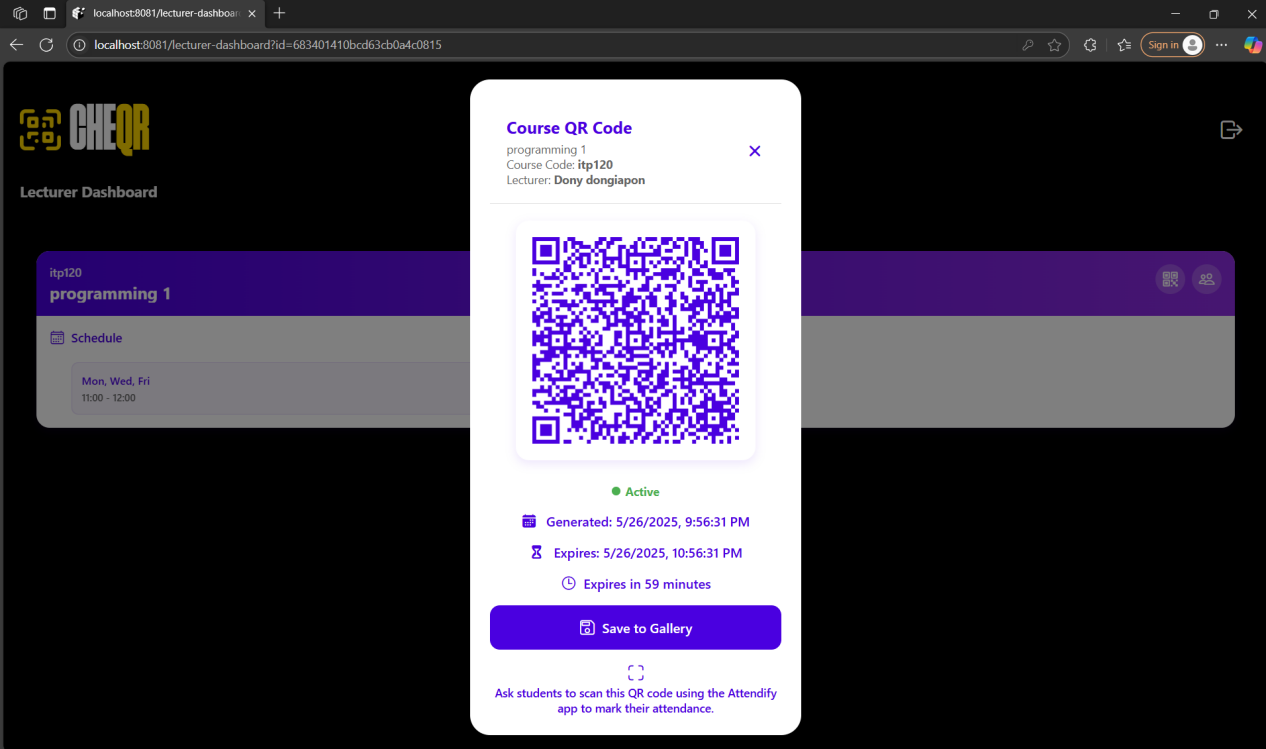 localhost:8081/lecturer-dashboar
localhost:8081/lecturer-dashboard?id=683401410bcd63cb0a4c0815
Sign in
CHEQR
Lecturer Dashboard
itp120
programming 1
Schedule
Mon, Wed, Fri
11:00 - 12:00
Course QR Code
programming 1
Course Code: itp120
Lecturer: Dony dongiapon
Active
Generated: 5/26/2025, 9:56:31 PM
Expires: 5/26/2025, 10:56:31 PM
Expires in 59 minutes
Save to Gallery
Ask students to scan this QR code using the Attendify
app to mark their attendance.